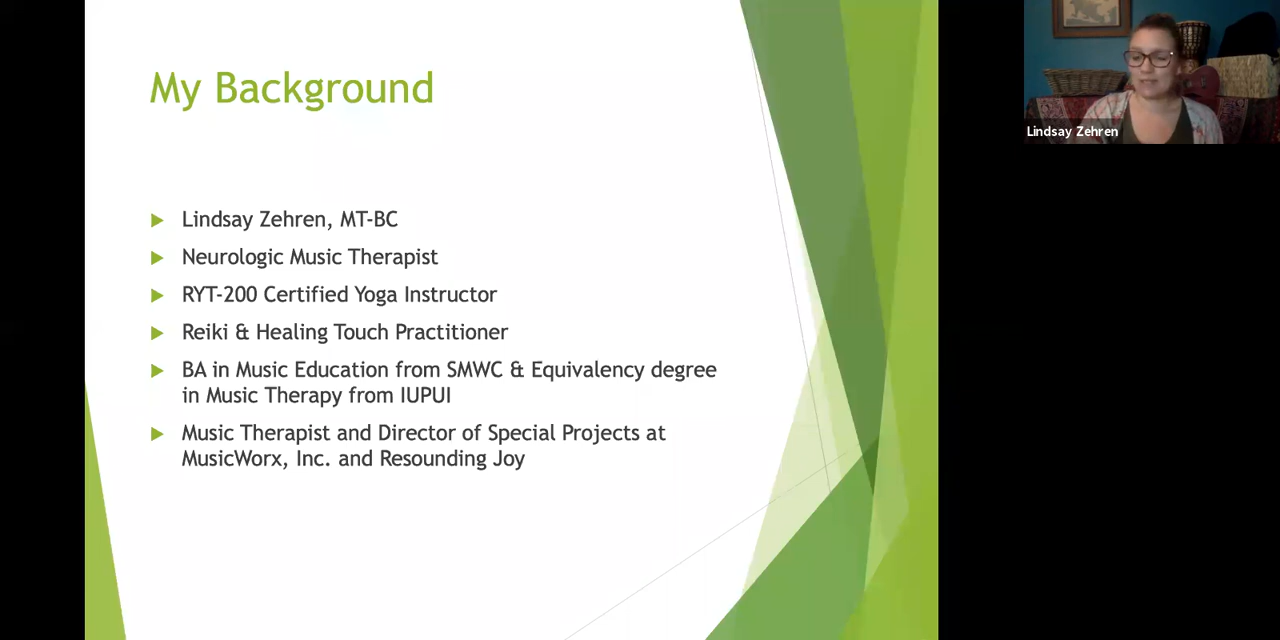 My Background
Lindsay Zehren, MT-BC
Neurologic Music Therapist
RYT-200 Certified Yoga Instructor
Reiki & Healing Touch Practitioner
BA in Music Education from SMWC & Equivalency degree
in Music Therapy from IUPUI
Music Therapist and Director of Special Projects at
MusicWorx, Inc. and Resounding Joy
Lindsay Zehren